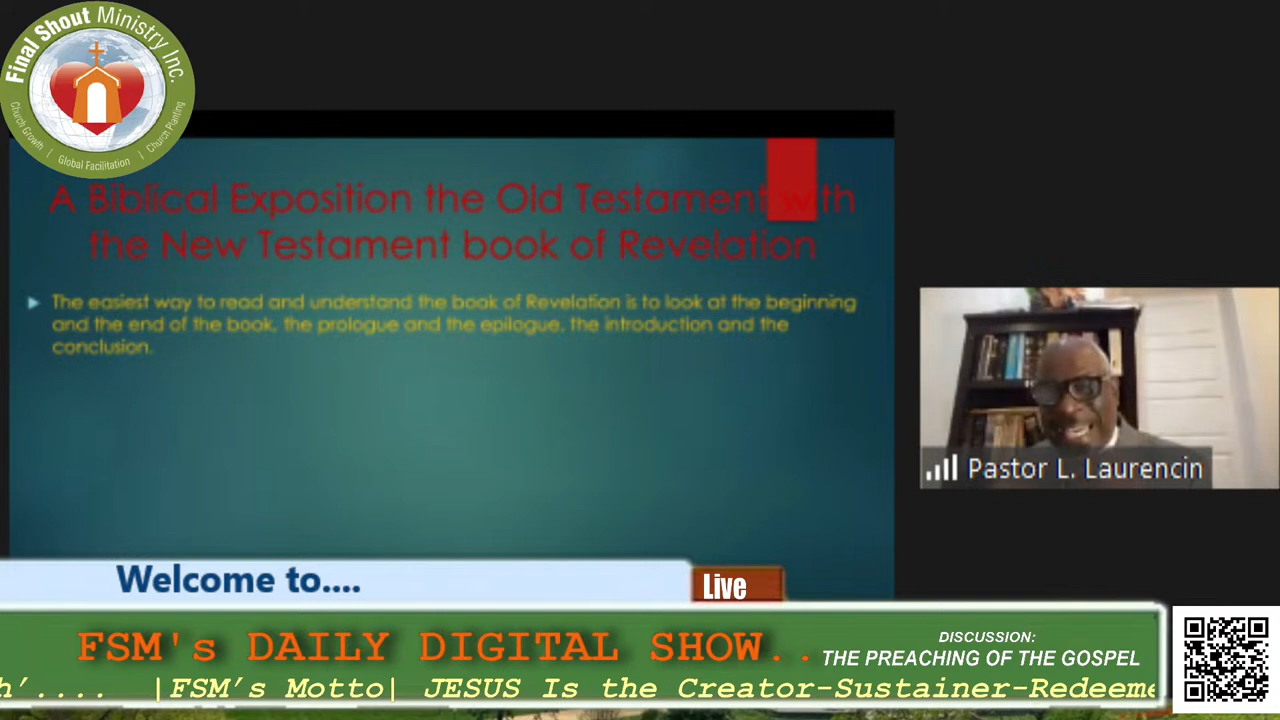 Final Shout Ministry Inc.
Church Growth | Global Facilitation | Church Planting
A Biblical Exposition the Old Testament with
the New Testament book of Revelation
The easiest way to read and understand the book of Revelation is to look at the beginning
and the end of the book, the prologue and the epilogue, the introduction and the
conclusion.
Pastor L. Laurencin
Welcome to....
Live
FSM's DAILY DIGITAL SHOW..
DISCUSSION:
THE PREACHING OF THE GOSPEL
h’.... |FSM’s Motto| JESUS Is the Creator-Sustainer-Redeeme